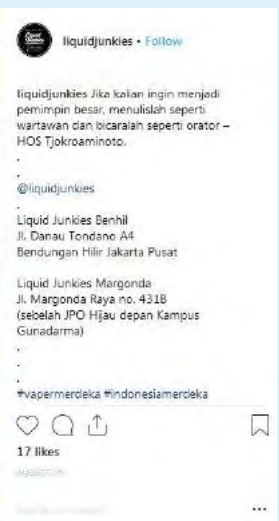 liquidjunkies • Follow
liquidjunkies Jika kalian ingin menjadi
pemimpin besar, menulislah seperti
wartawan dan bicaralah seperti orator –
HOS Tjokroaminoto.
.
.
@liquidjunkies
.
Liquid Junkies Benhil
Jl. Danau Tondano A4
Bendungan Hilir Jakarta Pusat
Liquid Junkies Margonda
Jl. Margonda Raya no. 431B
(sebelah JPO Hijau depan Kampus
Gunadarma)
.
.
.
#vapermerdeka #indonesiamerdeka
17 likes